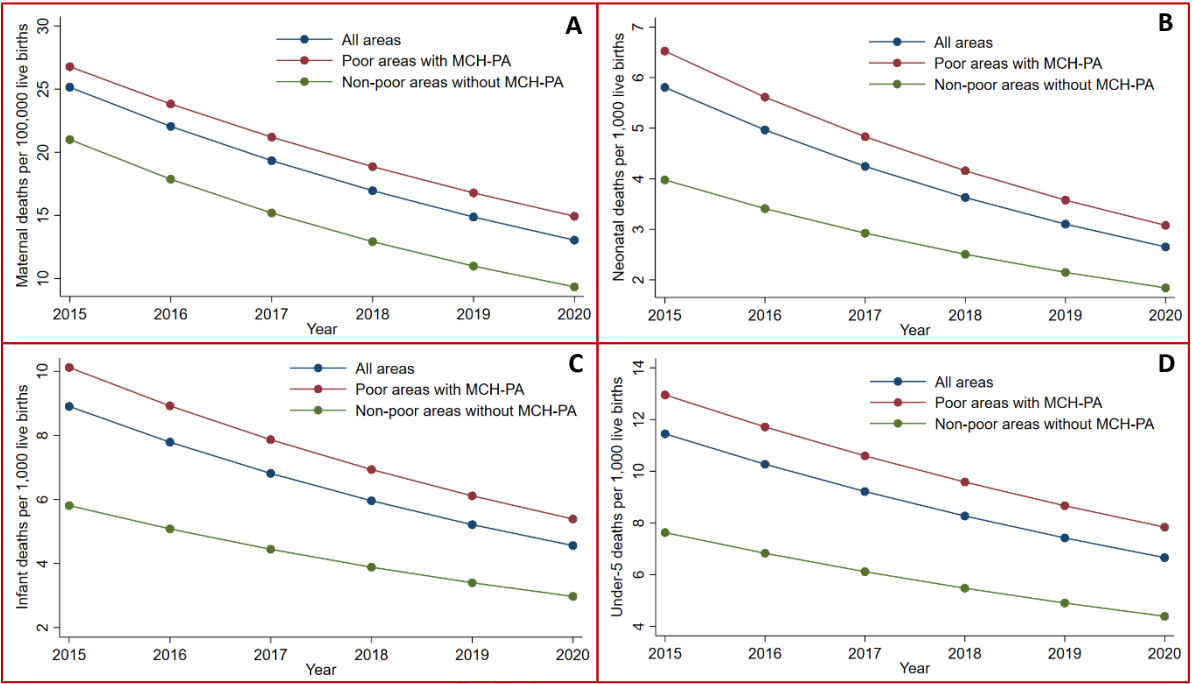 A
Maternal deaths per 100,000 live births
30
25
20
15
10
All areas
Poor areas with MCH-PA
Non-poor areas without MCH-PA
2015 2016 2017 2018 2019 2020
Year
B
Neonatal deaths per 1,000 live births
7
6
5
4
3
2
All areas
Poor areas with MCH-PA
Non-poor areas without MCH-PA
2015 2016 2017 2018 2019 2020
Year
C
Infant deaths per 1,000 live births
10
8
6
4
2
All areas
Poor areas with MCH-PA
Non-poor areas without MCH-PA
2015 2016 2017 2018 2019 2020
Year
D
Under-5 deaths per 1,000 live births
14
12
10
8
6
4
All areas
Poor areas with MCH-PA
Non-poor areas without MCH-PA
2015 2016 2017 2018 2019 2020
Year